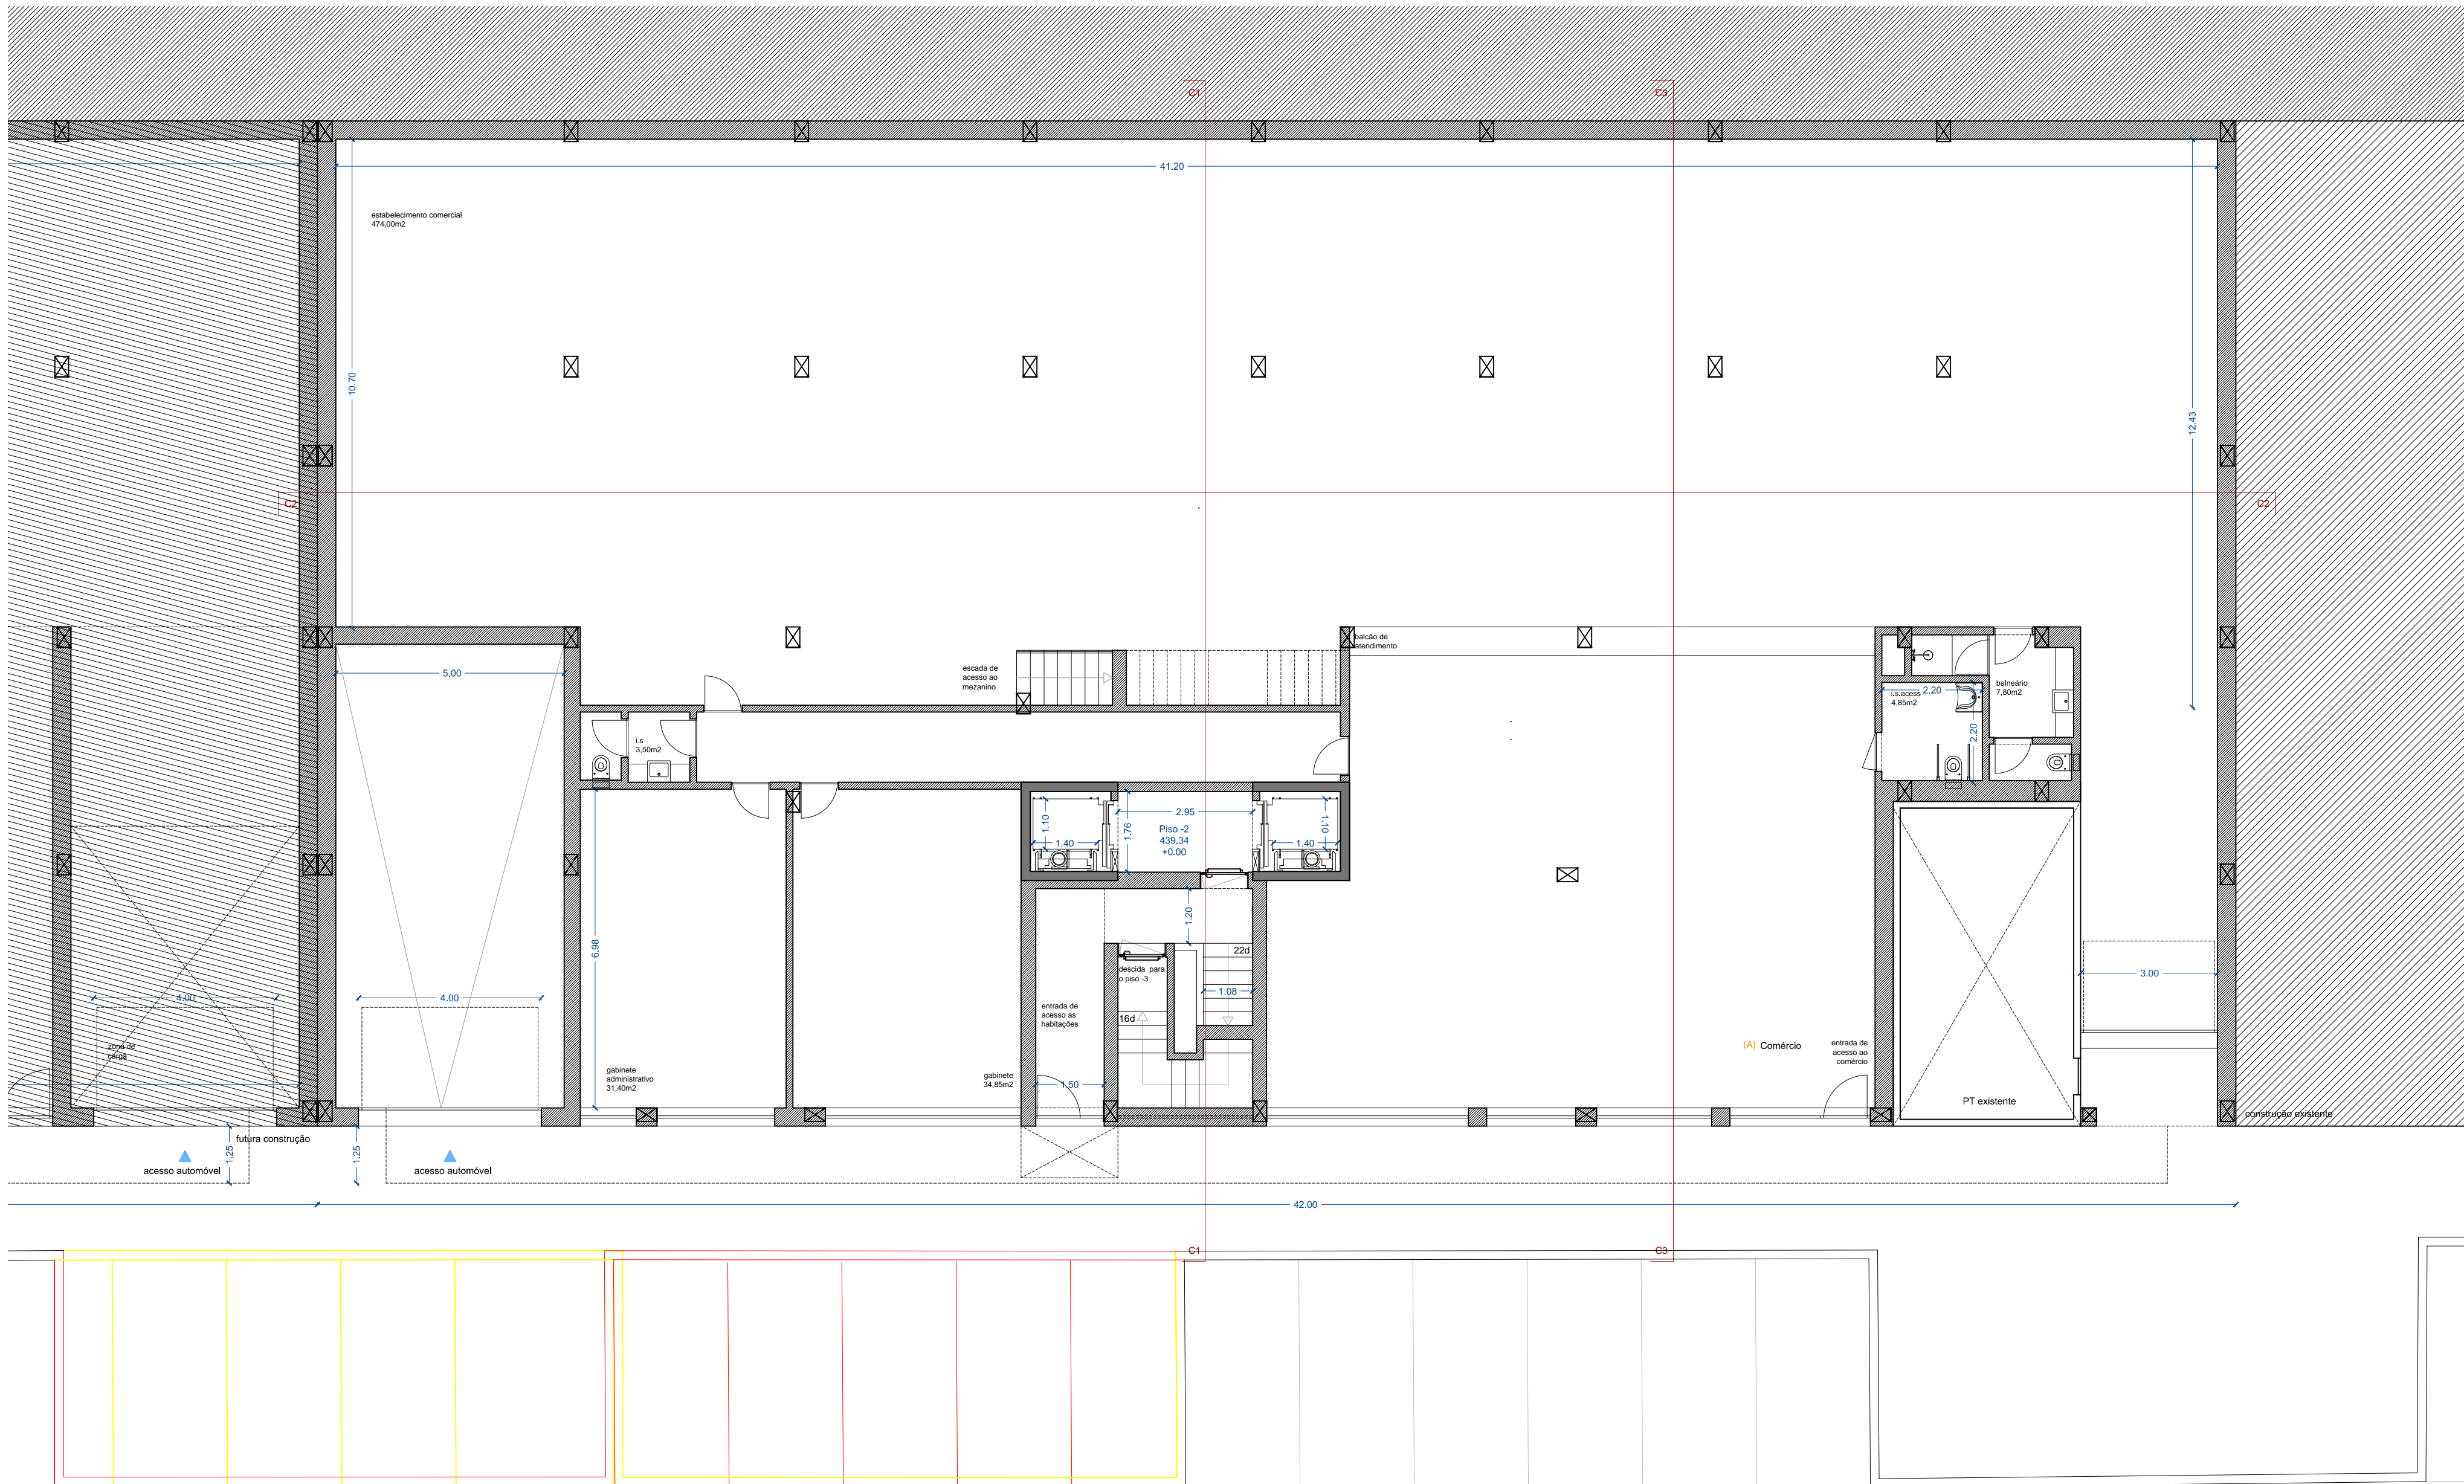 C1
C3
41.20
estabelecimento comercial
474,00m2
10.70
12.43
C2
C2
balcão de
atendimento
escada de
acesso ao
mezanino
5.00
i.s.acess
4,85m2
2.20
balneário
7,80m2
2.20
i.s
3,50m2
1.10
1.40
1.76
2.95
Piso -2
439.34
+0.00
1.10
1.40
1.20
6.98
22d
descida para
o piso -3
1.08
16d
3.00
4.00
4.00
entrada de
acesso as
habitações
zona de
carga
(A) Comércio
entrada de
acesso ao
comércio
gabinete
administrativo
31,40m2
gabinete
34,85m2
1.50
PT existente
construção existente
futura construção
1.25
1.25
acesso automóvel
acesso automóvel
42.00
C1
C3